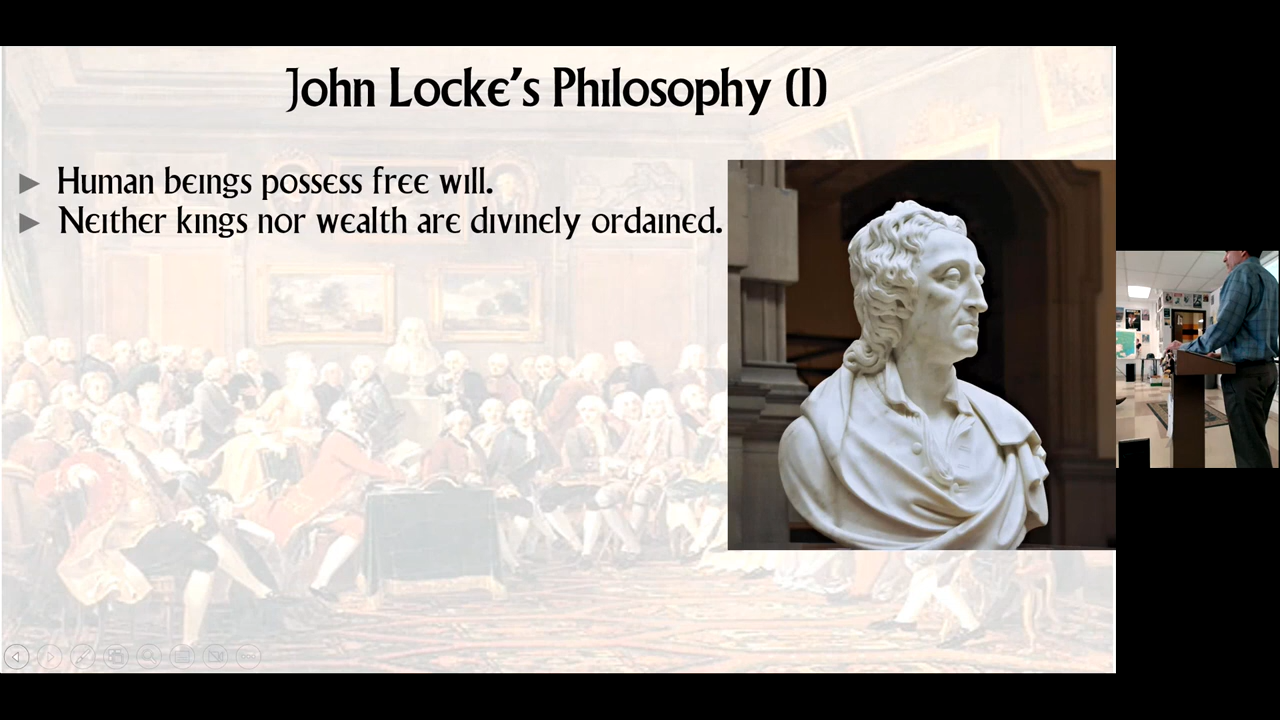 John Locke's Philosophy (I)
Human beings possess free will.
Neither kings nor wealth are divinely ordained.